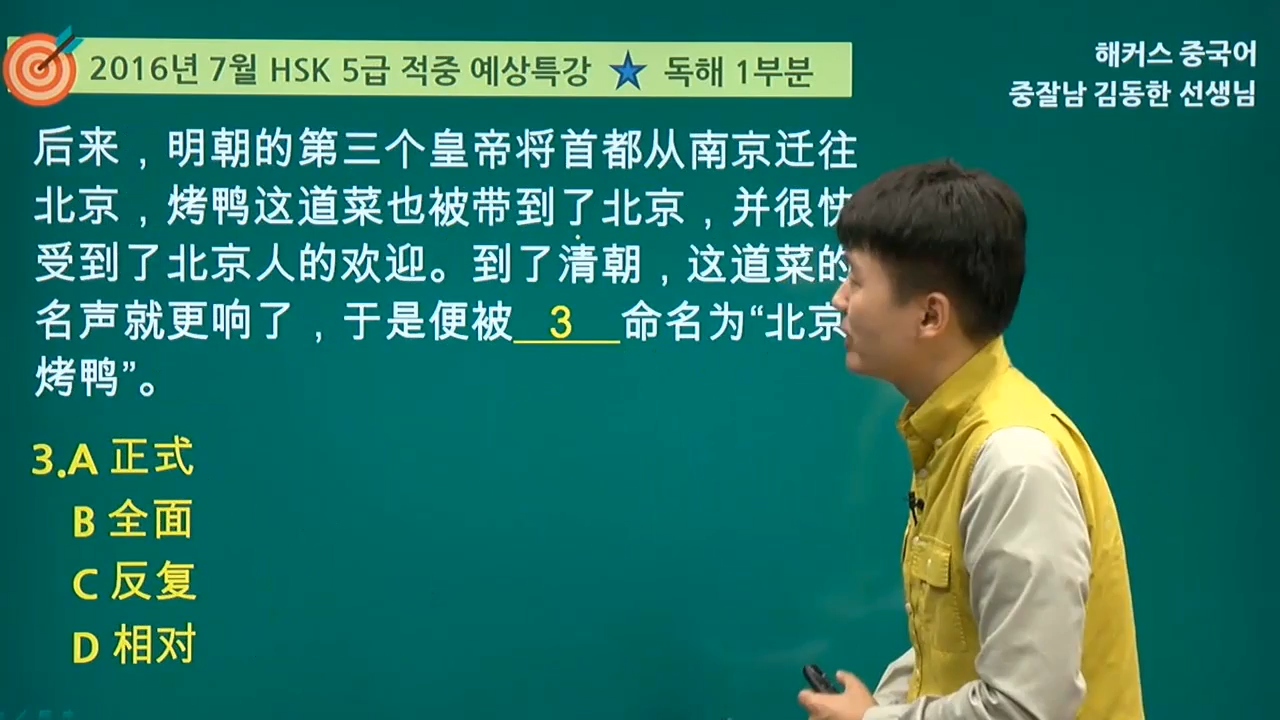 2016년 7월 HSK 5급 적중 예상특강 ★ 독해 1부분
해커스 중국어
중잘남 김동한 선생님
后来，明朝的第三个皇帝将首都从南京迁往
北京，烤鸭这道菜也被带到了北京，并很快
受到了北京人的欢迎。到了清朝，这道菜的
名声就更响了，于是便被 3 命名为“北京
烤鸭”。
3.A 正式
B 全面
C 反复
D 相对